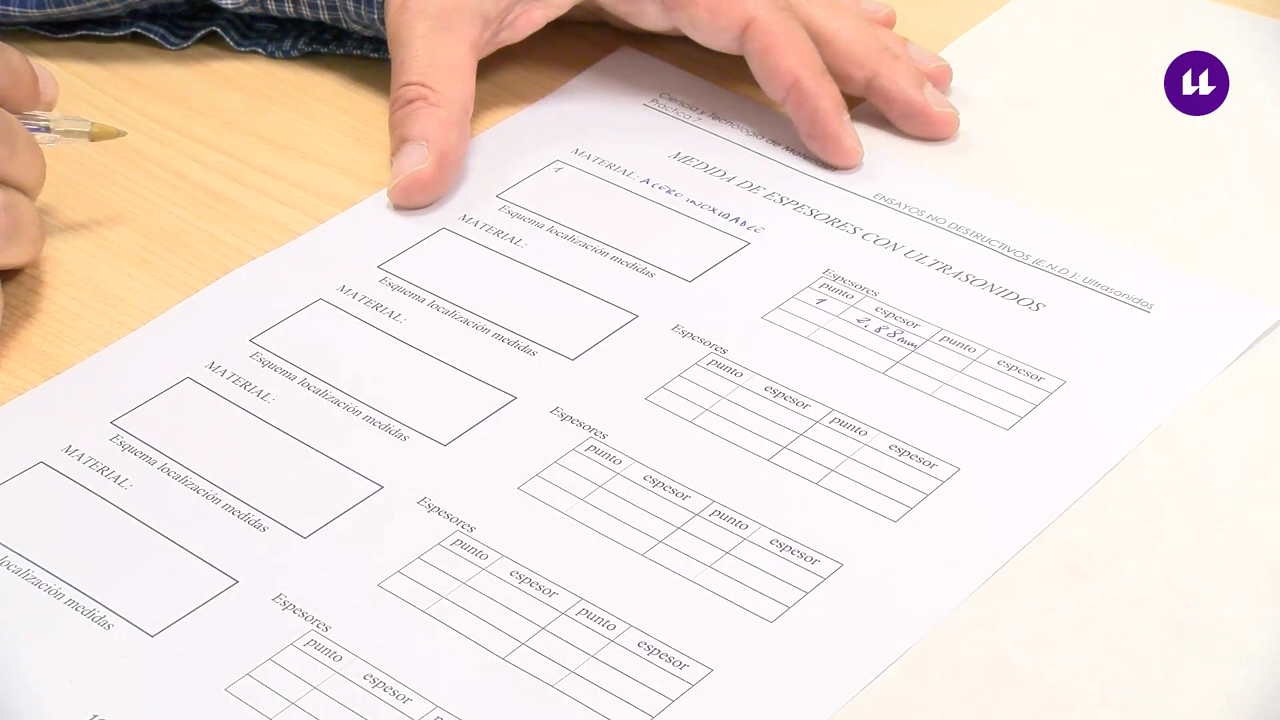 Ciencia y Tecnología de Materiales
Práctica 7
ENSAYOS NO DESTRUCTIVOS (E.N.D.): Ultrasonidos
MEDIDA DE ESPESORES CON ULTRASONIDOS
MATERIAL: ACERO INOXIDABLE
1
Esquema localización medidas
Espesores
punto espesor punto espesor
1 2.88mm
MATERIAL:
Esquema localización medidas
Espesores
punto espesor punto espesor
MATERIAL:
Esquema localización medidas
Espesores
punto espesor punto espesor
MATERIAL:
Esquema localización medidas
Espesores
punto espesor punto espesor
MATERIAL:
localización medidas
Espesores
punto espesor